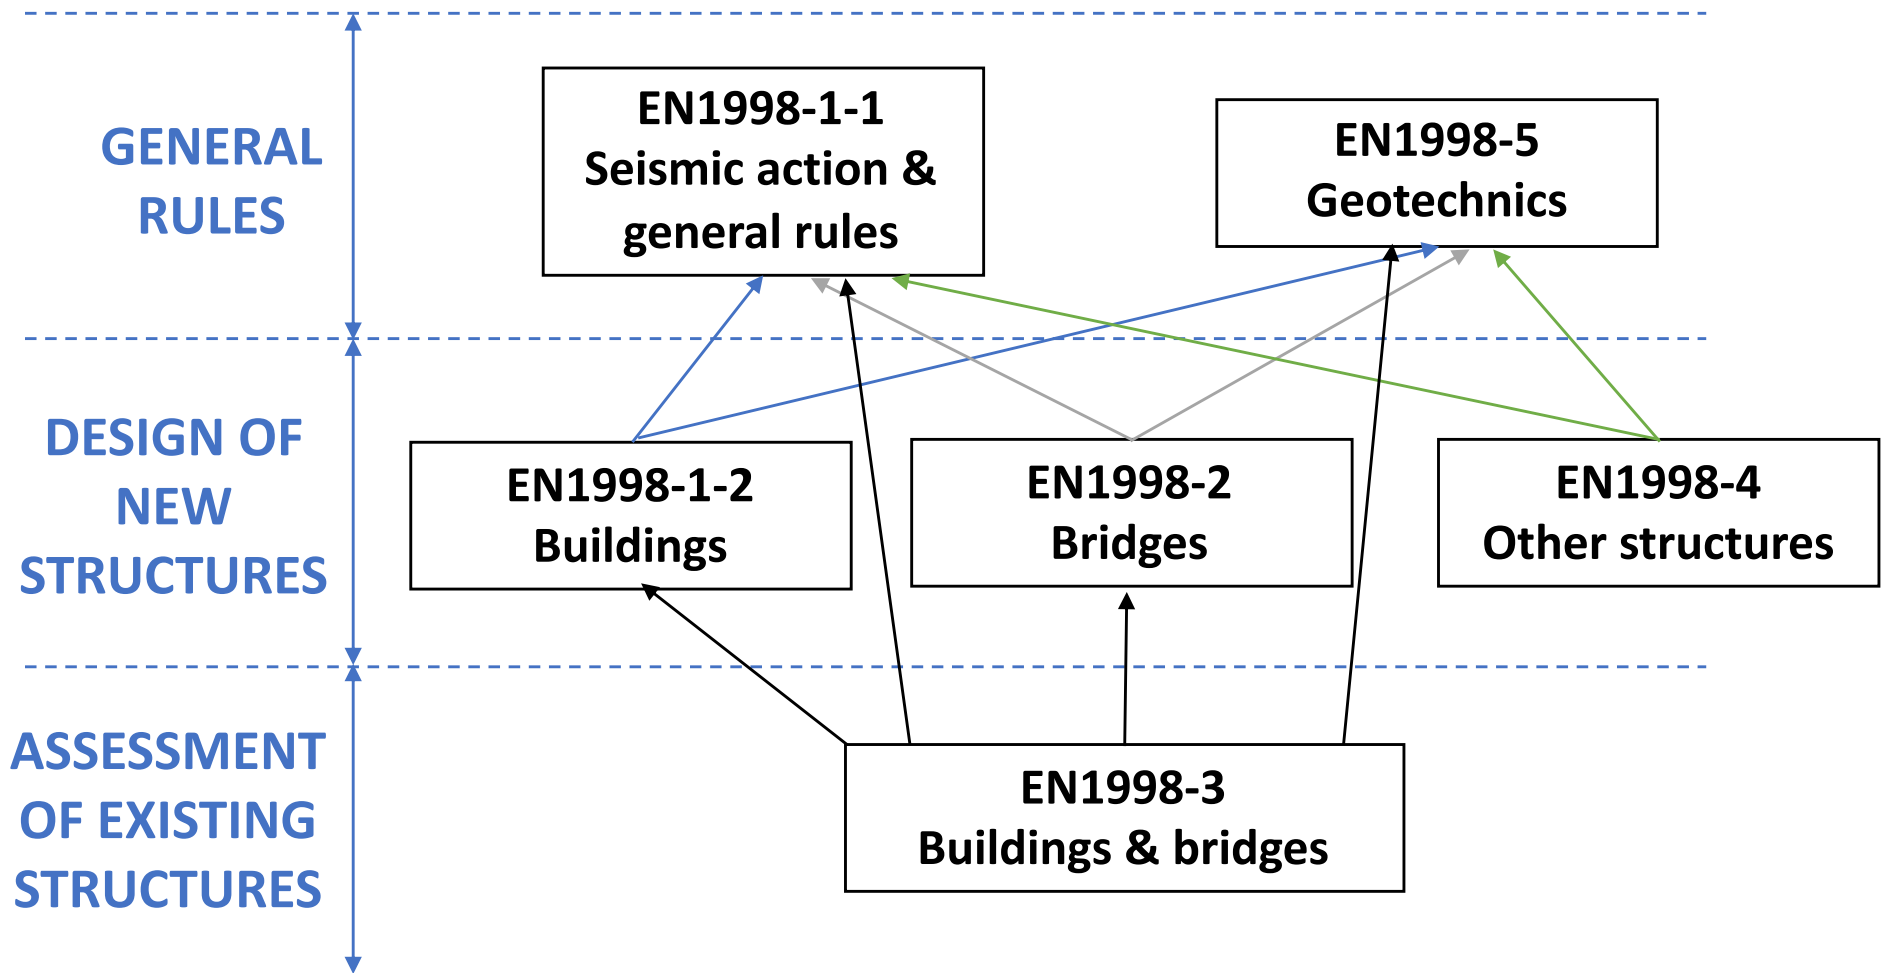 GENERAL
RULES
EN1998-1-1
Seismic action &
general rules
EN1998-5
Geotechnics
DESIGN OF
NEW
STRUCTURES
EN1998-1-2
Buildings
EN1998-2
Bridges
EN1998-4
Other structures
ASSESSMENT
OF EXISTING
STRUCTURES
EN1998-3
Buildings & bridges